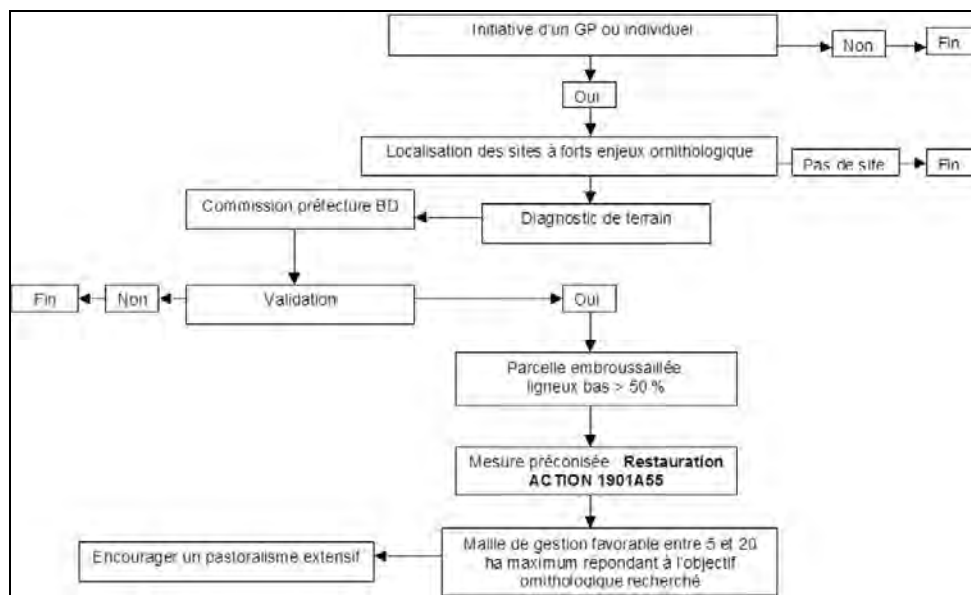 Initiative d'un GP ou individuel
Non
Fin
Oui
Localisation des sites à forts enjeux ornithologique
Pas de site
Fin
Commission préfecture BD
Diagnostic de terrain
Fin
Non
Validation
Oui
Parcelle embroussaillée
ligneux bas > 50 %
Mesure préconisée Restauration
ACTION 1901A55
Encourager un pastoralisme extensif
Maille de gestion favorable entre 5 et 20
ha maximum répondant à l'objectif
ornithologique recherché